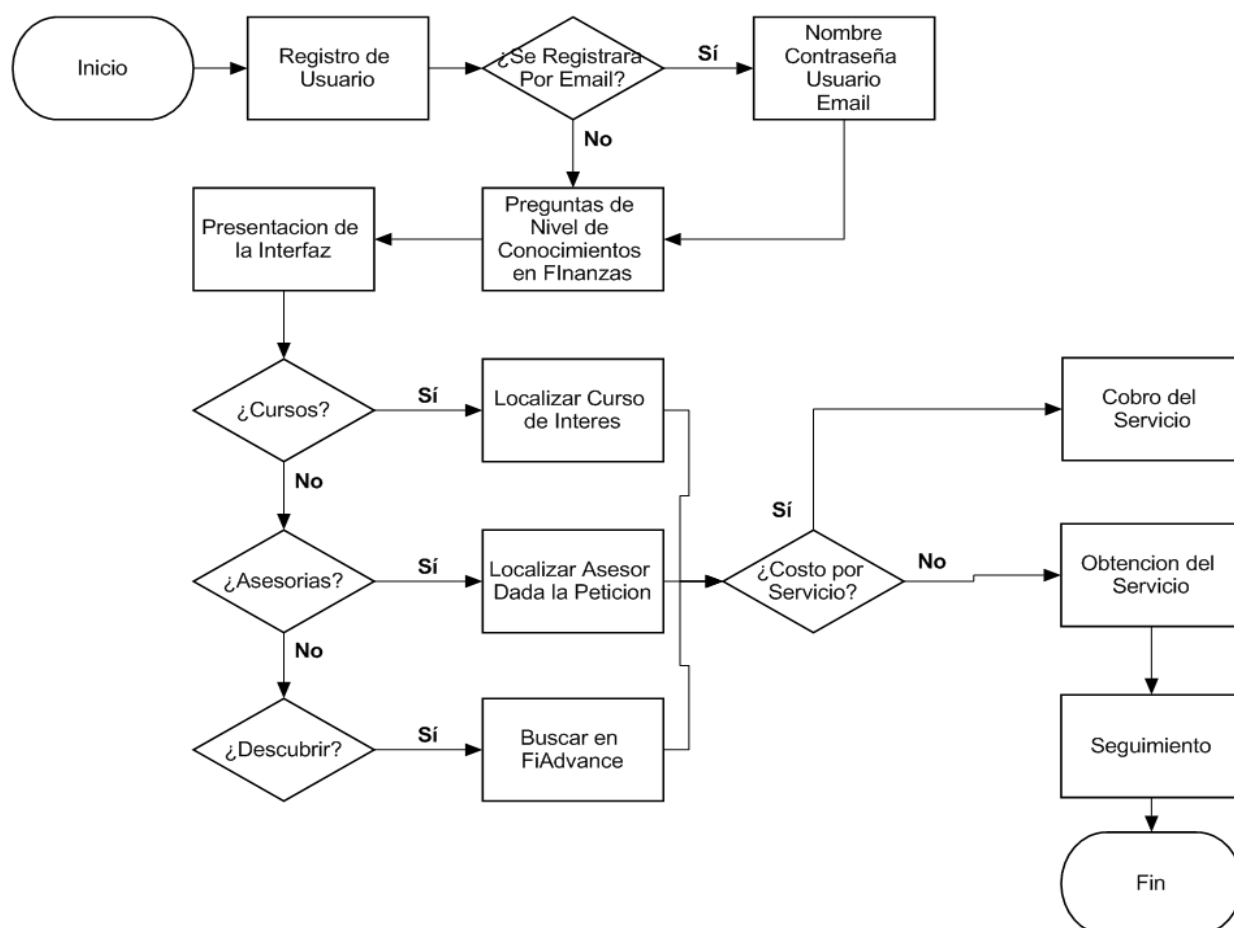 Inicio
Registro de
Usuario
¿Se Registrara
Por Email?
Sí
Nombre
Contraseña
Usuario
Email
No
Presentacion de
la Interfaz
Preguntas de
Nivel de
Conocimientos
en FInanzas
¿Cursos?
Sí
Localizar Curso
de Interes
Cobro del
Servicio
No
Sí
¿Asesorias?
Sí
Localizar Asesor
Dada la Peticion
¿Costo por
Servicio?
No
Obtencion del
Servicio
No
¿Descubrir?
Sí
Buscar en
FiAdvance
Seguimiento
Fin